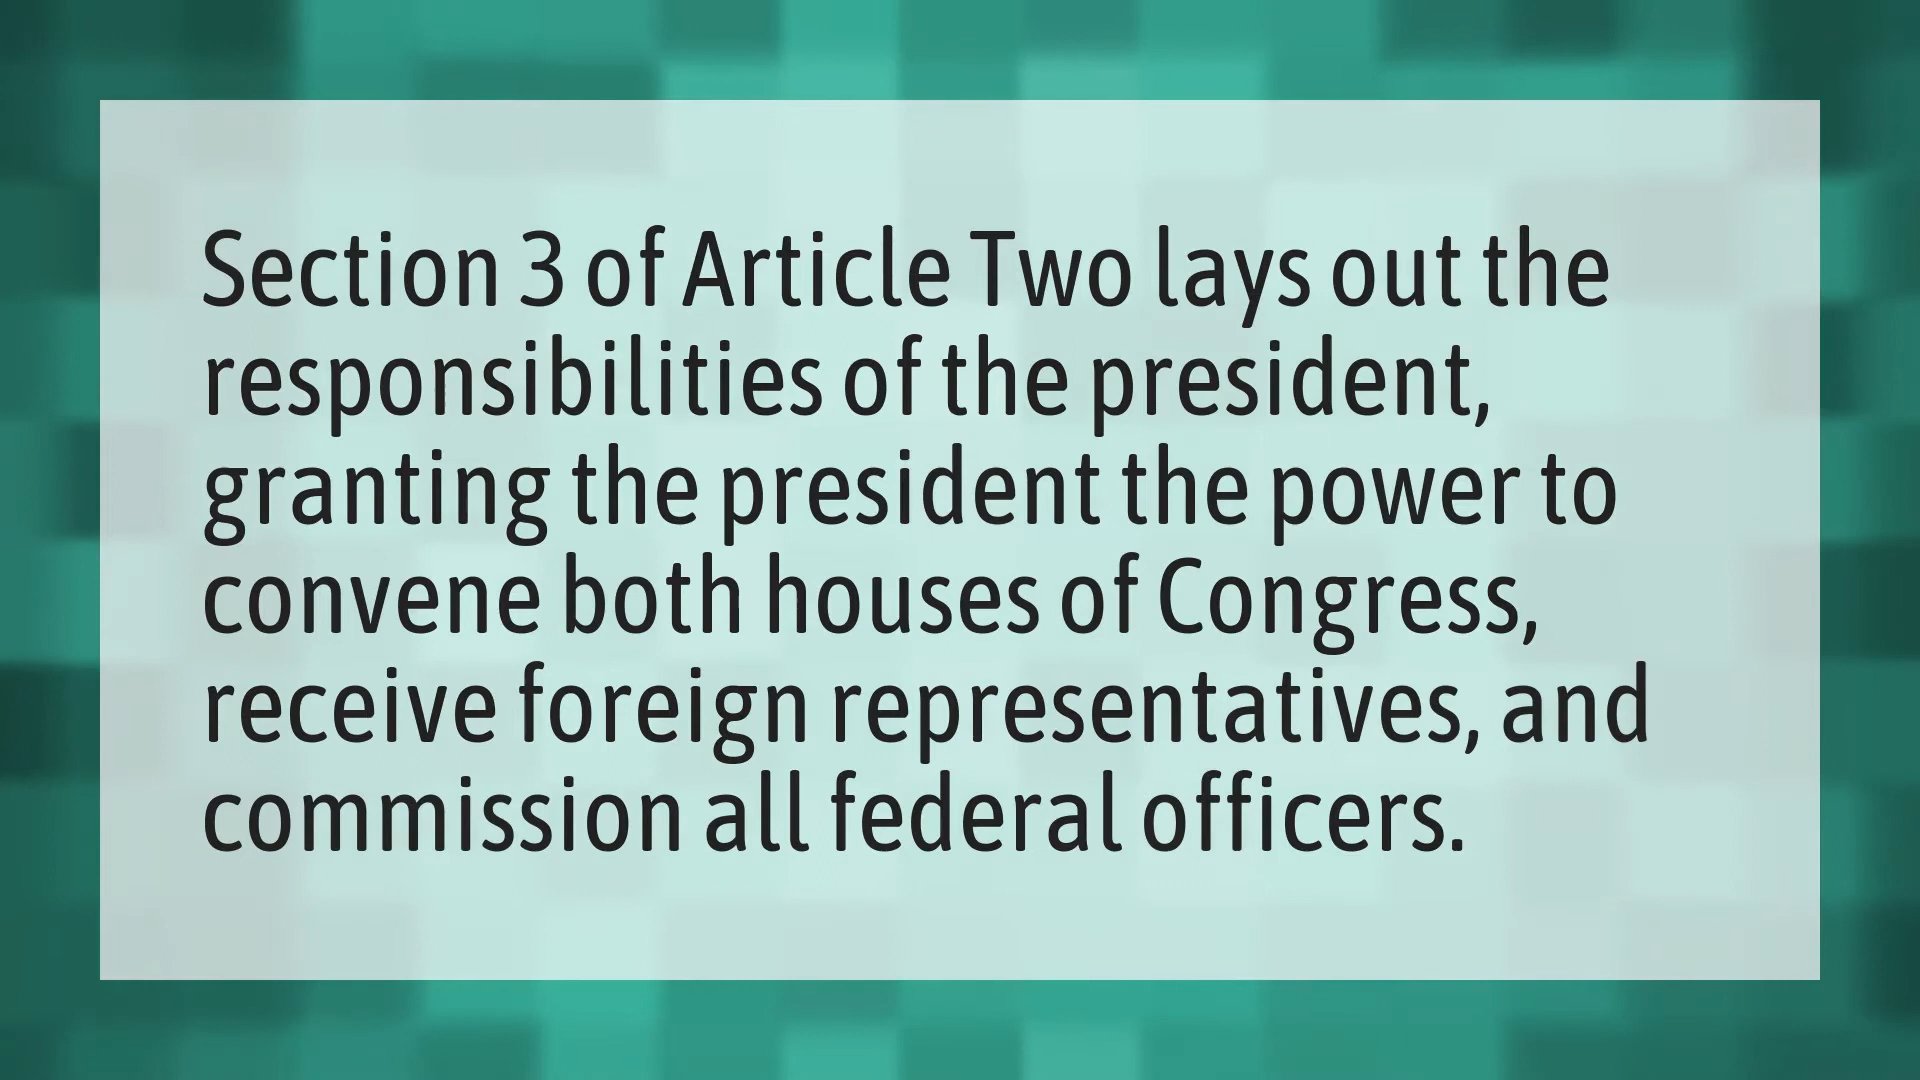 Section 3 of Article Two lays out the
responsibilities of the president,
granting the president the power to
convene both houses of Congress,
receive foreign representatives, and
commission all federal officers.